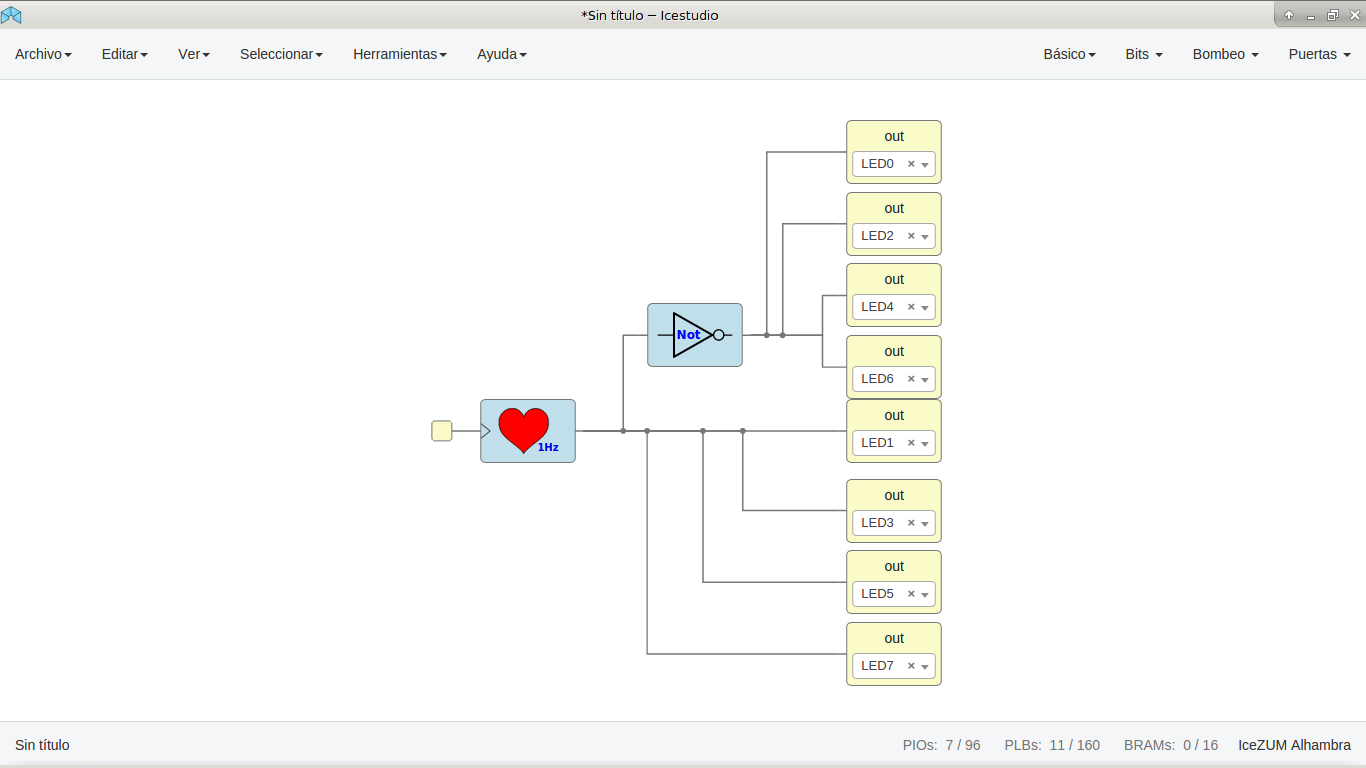 *Sin título – Icestudio
Archivo Editar Ver Seleccionar Herramientas Ayuda Básico Bits Bombeo Puertas
out
LED0 ×
out
LED2 ×
out
LED4 ×
Not
out
LED6 ×
1Hz
out
LED1 ×
out
LED3 ×
out
LED5 ×
out
LED7 ×
Sin título PIOs: 7 / 96 PLBs: 11 / 160 BRAMs: 0 / 16 IceZUM Alhambra